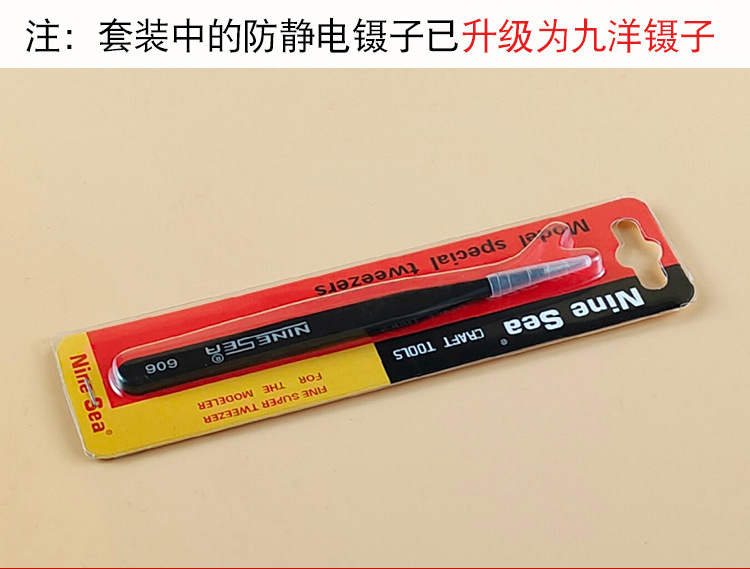 注：套装中的防静电镊子已升级为九洋镊子
Model special tweezers
Nine Sea®
CRAFT TOOLS
NINESEA®
606
FINE SUPER TWEEZER
FOR THE MODELER
Nine Sea®